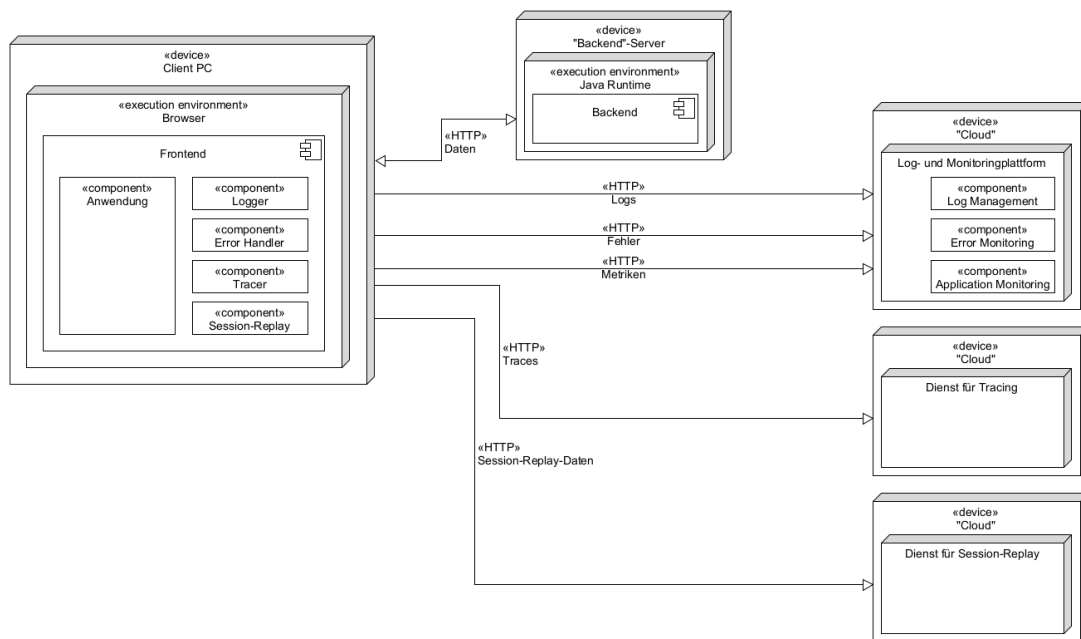 «device»
Client PC
«execution environment»
Browser
Frontend
«component»
Anwendung
«component»
Logger
«component»
Error Handler
«component»
Tracer
«component»
Session-Replay
«HTTP»
Daten
«device»
"Backend"-Server
«execution environment»
Java Runtime
Backend
«HTTP»
Logs
«HTTP»
Fehler
«HTTP»
Metriken
«HTTP»
Traces
«HTTP»
Session-Replay-Daten
«device»
"Cloud"
Log- und Monitoringplattform
«component»
Log Management
«component»
Error Monitoring
«component»
Application Monitoring
«device»
"Cloud"
Dienst für Tracing
«device»
"Cloud"
Dienst für Session-Replay